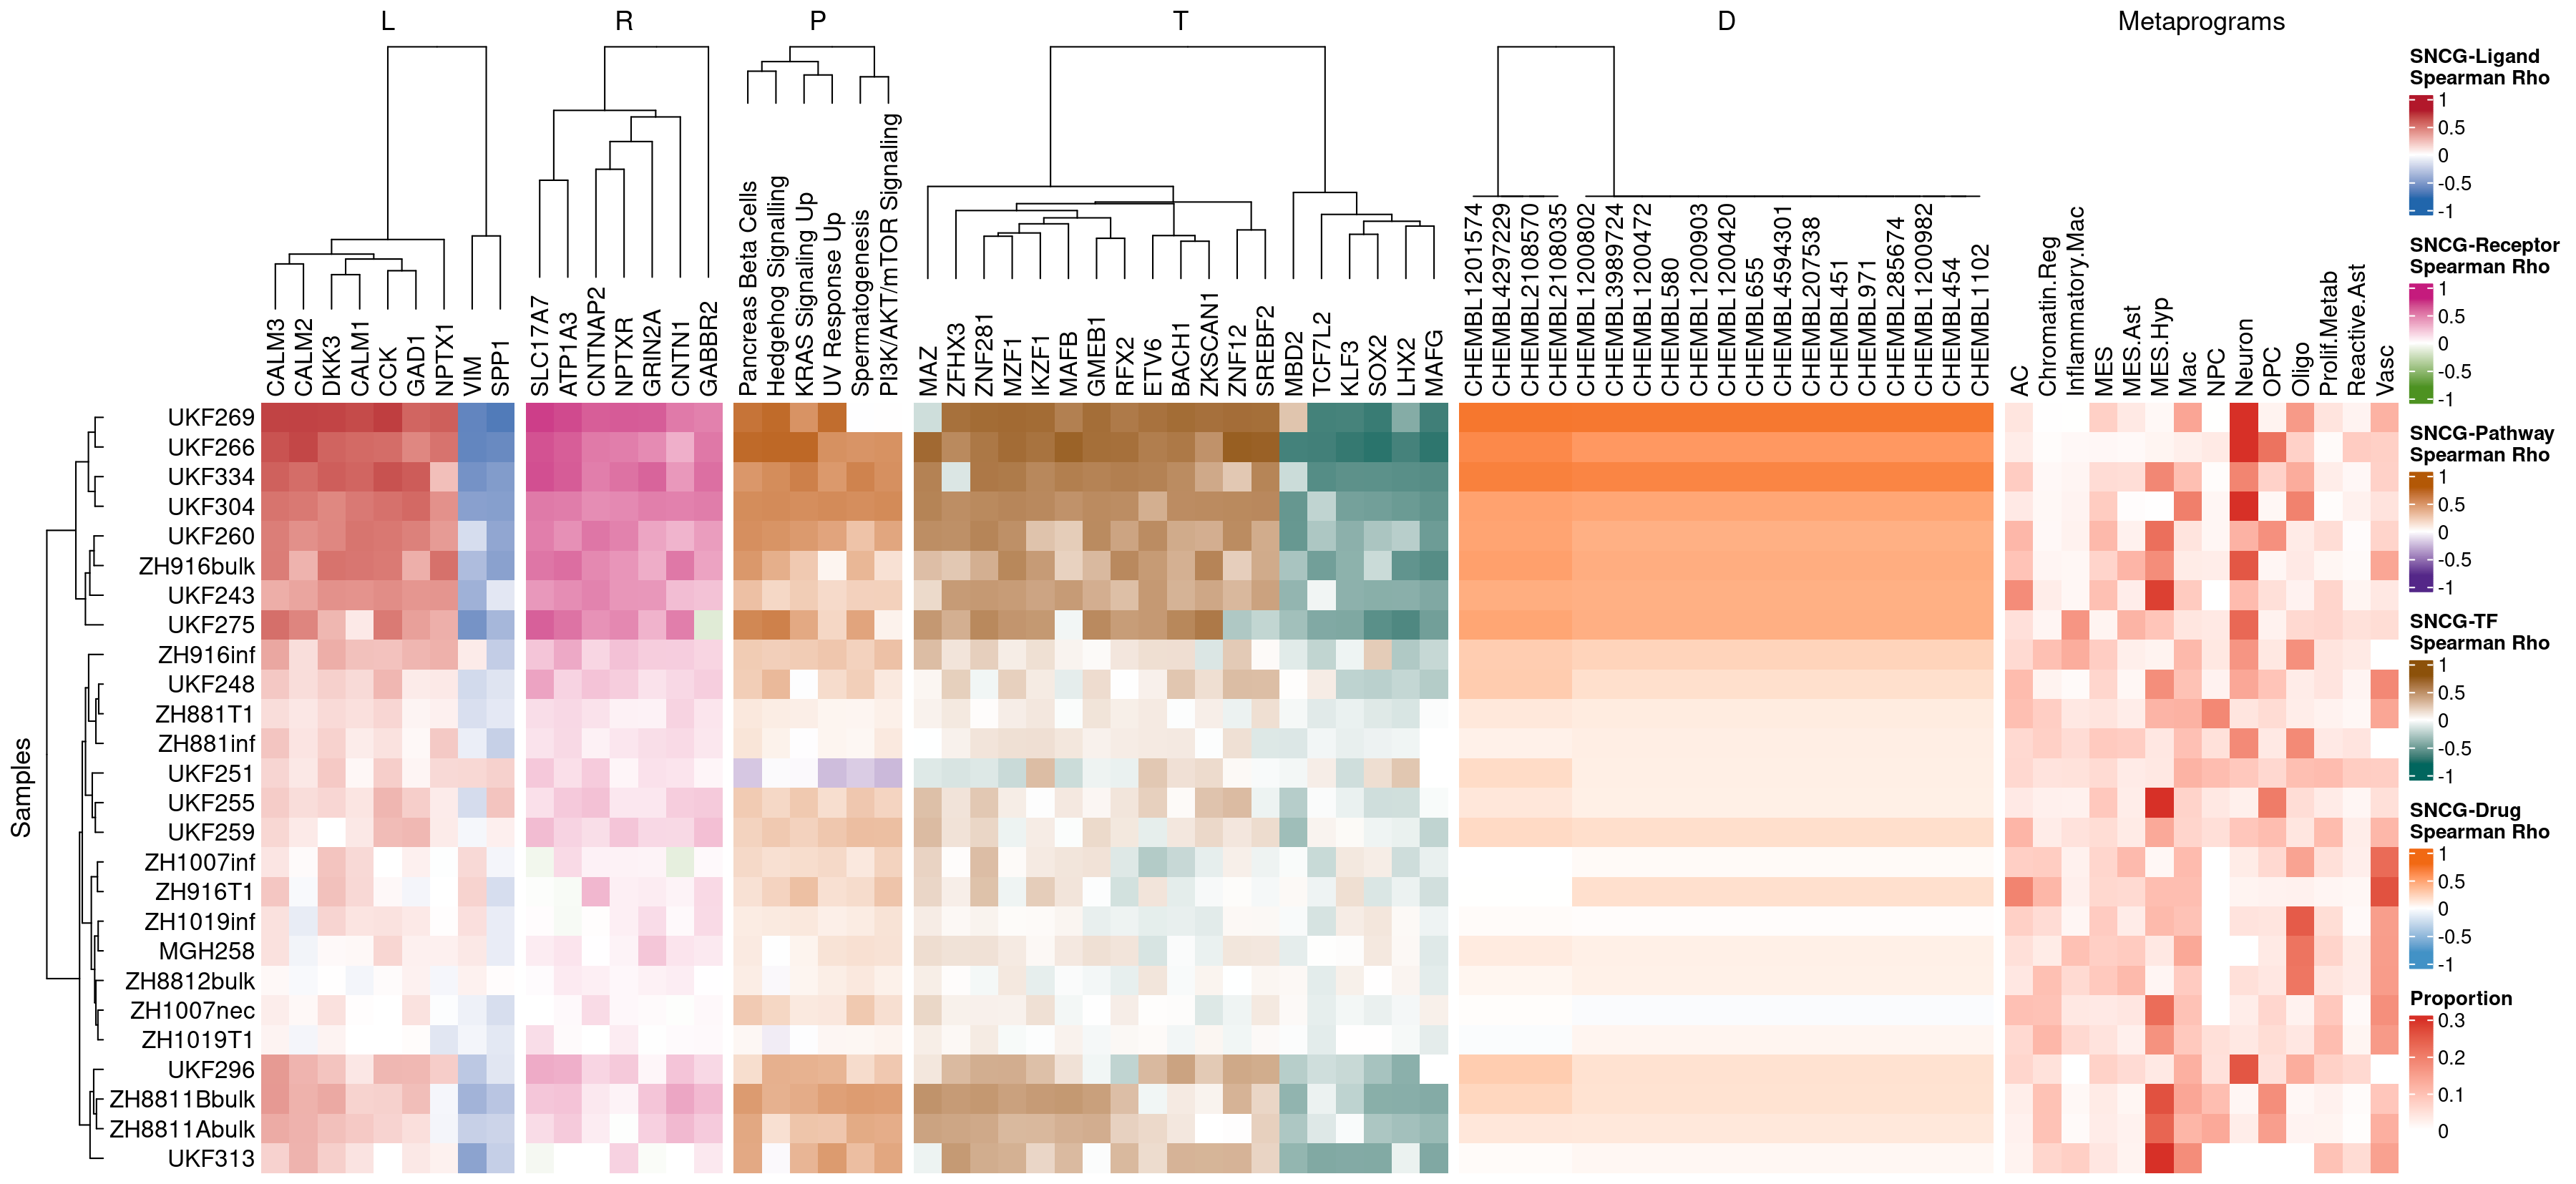 L R P T D Metaprograms
CALM3
CALM2
DKK3
CALM1
CCK
GAD1
NPTX1
VIM
SPP1
SLC17A7
ATP1A3
CNTNAP2
NPTXR
GRIN2A
CNTN1
GABBR2
Pancreas Beta Cells
Hedgehog Signalling
KRAS Signaling Up
UV Response Up
Spermatogenesis
PI3K/AKT/mTOR Signaling
MAZ
ZFHX3
ZNF281
MZF1
IKZF1
MAFB
GMEB1
RFX2
ETV6
BACH1
ZKSCAN1
ZNF12
SREBF2
MBD2
TCF7L2
KLF3
SOX2
LHX2
MAFG
CHEMBL1201574
CHEMBL4297229
CHEMBL2108570
CHEMBL2108035
CHEMBL1200802
CHEMBL3989724
CHEMBL1200472
CHEMBL580
CHEMBL1200903
CHEMBL1200420
CHEMBL655
CHEMBL4594301
CHEMBL207538
CHEMBL451
CHEMBL971
CHEMBL285674
CHEMBL1200982
CHEMBL454
CHEMBL1102
AC
Chromatin.Reg
Inflammatory.Mac
MES
MES.Ast
MES.Hyp
Mac
NPC
Neuron
OPC
Oligo
Prolif.Metab
Reactive.Ast
Vasc
Samples
UKF269
UKF266
UKF334
UKF304
UKF260
ZH916bulk
UKF243
UKF275
ZH916inf
UKF248
ZH881T1
ZH881inf
UKF251
UKF255
UKF259
ZH1007inf
ZH916T1
ZH1019inf
MGH258
ZH8812bulk
ZH1007nec
ZH1019T1
UKF296
ZH8811Bbulk
ZH8811Abulk
UKF313
SNCG-Ligand
Spearman Rho
1
0.5
0
-0.5
-1
SNCG-Receptor
Spearman Rho
1
0.5
0
-0.5
-1
SNCG-Pathway
Spearman Rho
1
0.5
0
-0.5
-1
SNCG-TF
Spearman Rho
1
0.5
0
-0.5
-1
SNCG-Drug
Spearman Rho
1
0.5
0
-0.5
-1
Proportion
0.3
0.2
0.1
0